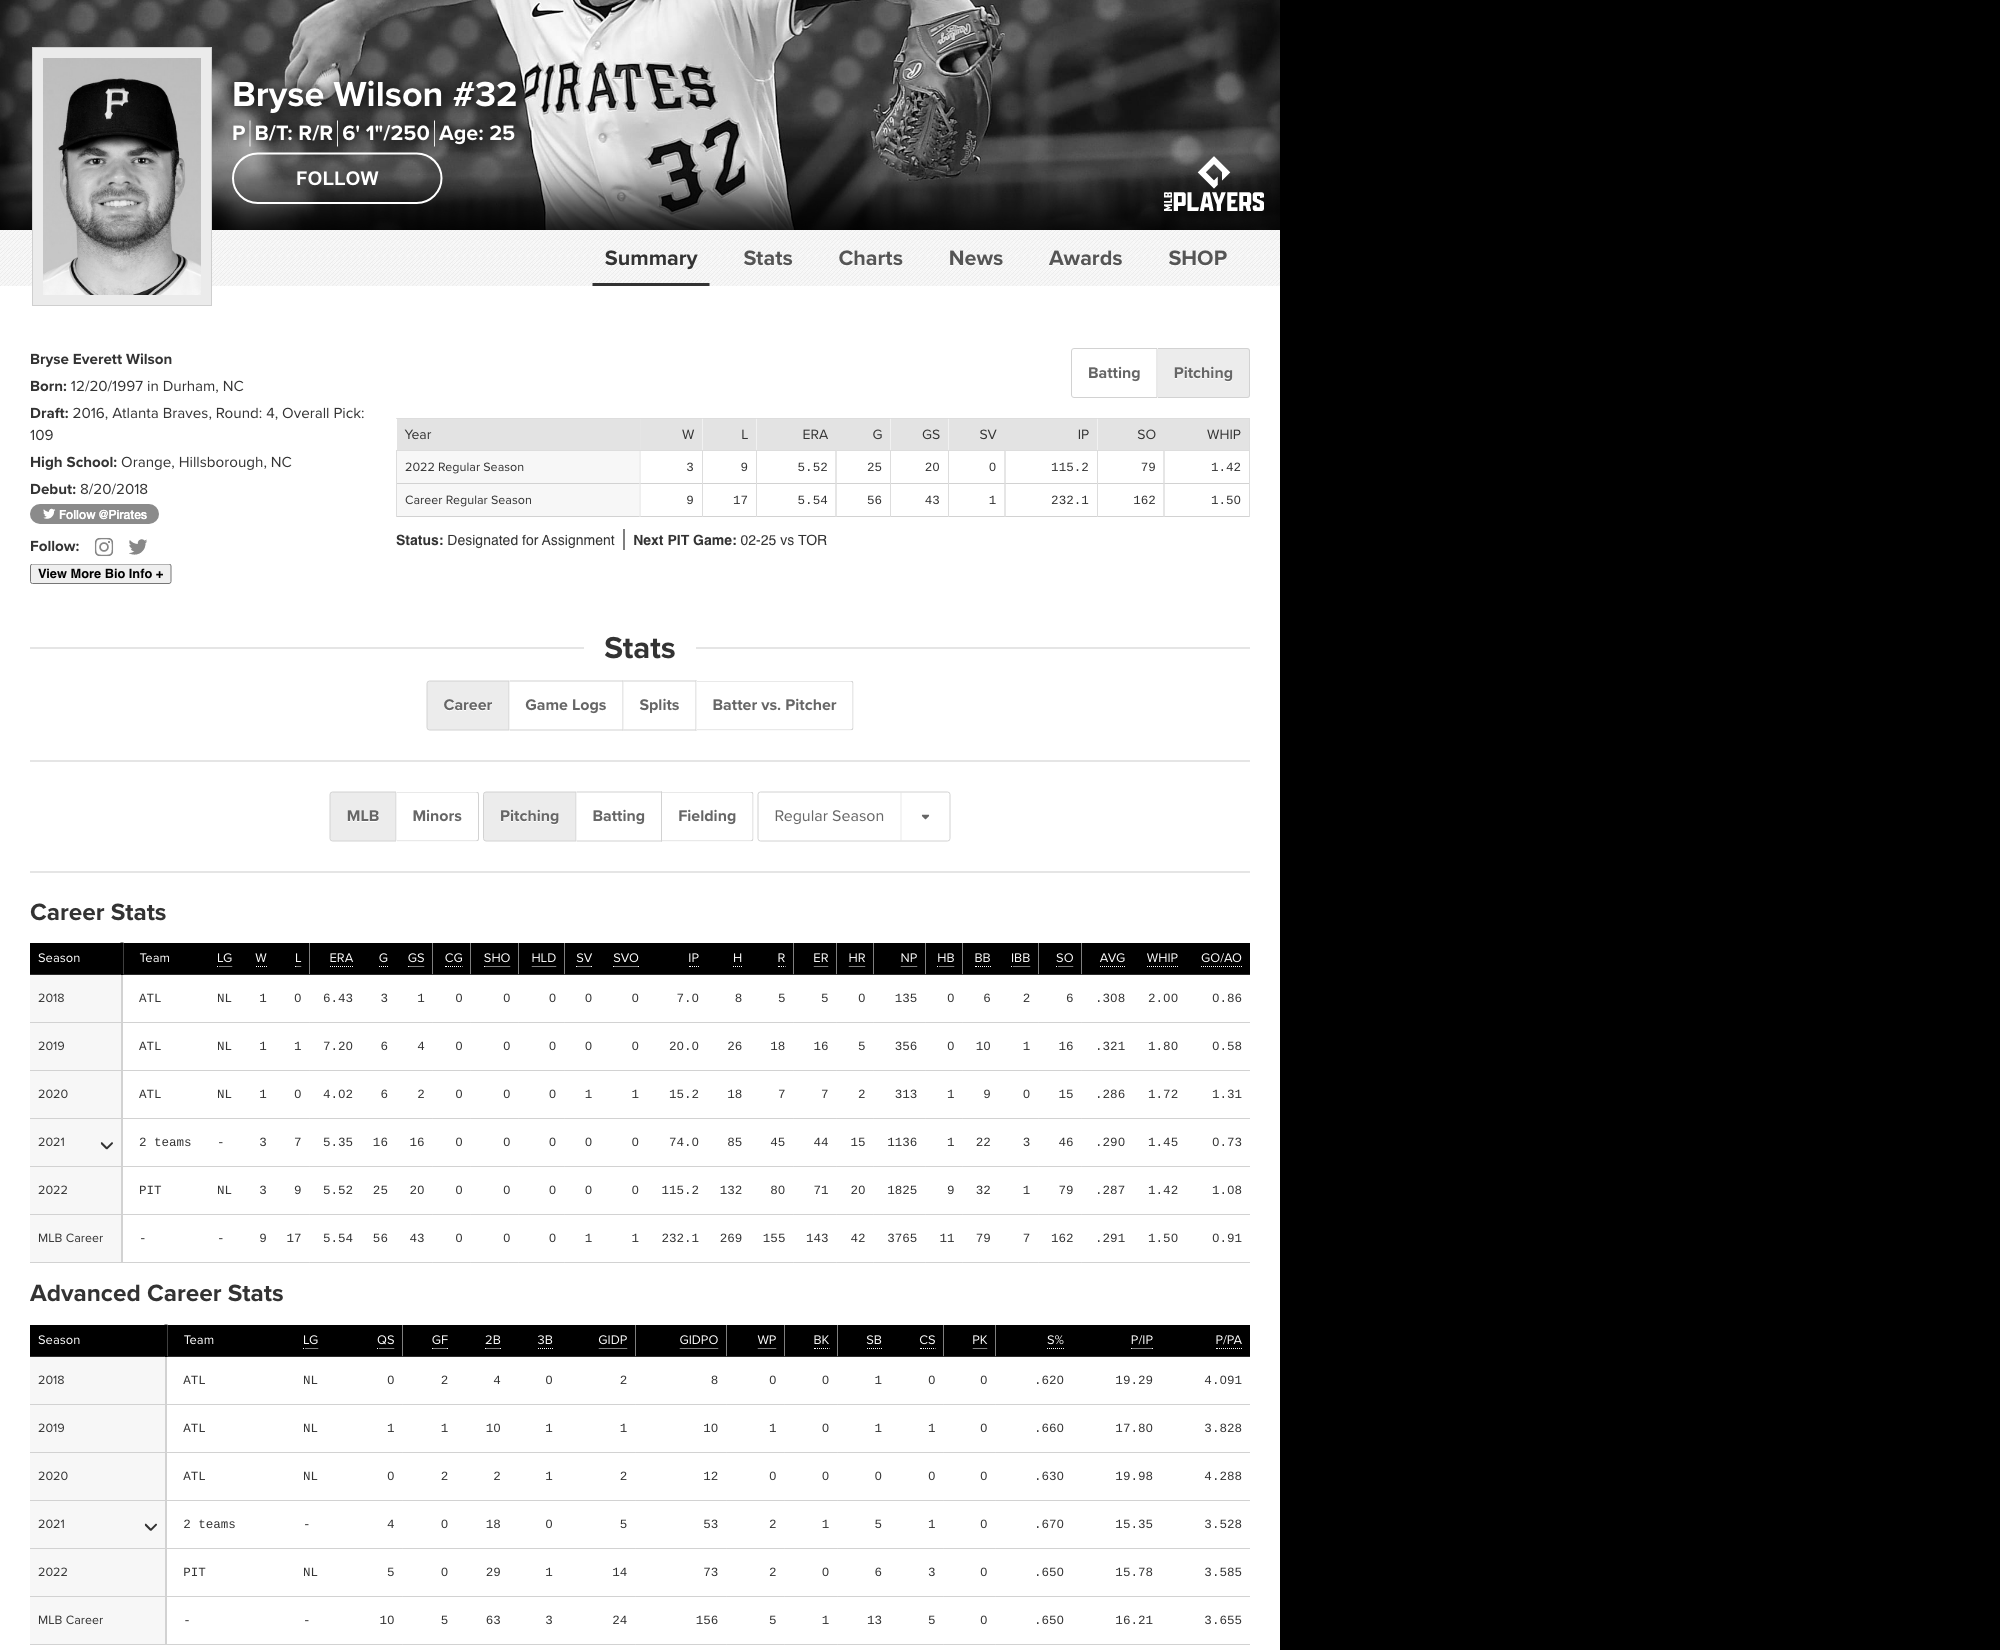 PIRATES
32
Bryse Wilson #32
P B/T: R/R 6' 1"/250 Age: 25
FOLLOW
MLB PLAYERS
Summary Stats Charts News Awards SHOP
Bryse Everett Wilson
Born: 12/20/1997 in Durham, NC
Draft: 2016, Atlanta Braves, Round: 4, Overall Pick:
109
High School: Orange, Hillsborough, NC
Debut: 8/20/2018
Follow @Pirates
Follow:
View More Bio Info +
Batting Pitching
Year W L ERA G GS SV IP SO WHIP
2022 Regular Season 3 9 5.52 25 20 0 115.2 79 1.42
Career Regular Season 9 17 5.54 56 43 1 232.1 162 1.50
Status: Designated for Assignment Next PIT Game: 02-25 vs TOR
Stats
Career Game Logs Splits Batter vs. Pitcher
MLB Minors Pitching Batting Fielding Regular Season
Career Stats
Season Team LG W L ERA G GS CG SHO HLD SV SVO IP H R ER HR NP HB BB IBB SO AVG WHIP GO/AO
2018 ATL NL 1 0 6.43 3 1 0 0 0 0 0 7.0 8 5 5 0 135 0 6 2 6 .308 2.00 0.86
2019 ATL NL 1 1 7.20 6 4 0 0 0 0 0 20.0 26 18 16 5 356 0 10 1 16 .321 1.80 0.58
2020 ATL NL 1 0 4.02 6 2 0 0 0 1 1 15.2 18 7 7 2 313 1 9 0 15 .286 1.72 1.31
2021 2 teams - 3 7 5.35 16 16 0 0 0 0 0 74.0 85 45 44 15 1136 1 22 3 46 .290 1.45 0.73
2022 PIT NL 3 9 5.52 25 20 0 0 0 0 0 115.2 132 80 71 20 1825 9 32 1 79 .287 1.42 1.08
MLB Career - - 9 17 5.54 56 43 0 0 0 1 1 232.1 269 155 143 42 3765 11 79 7 162 .291 1.50 0.91
Advanced Career Stats
Season Team LG QS GF 2B 3B GIDP GIDPO WP BK SB CS PK S% P/IP P/PA
2018 ATL NL 0 2 4 0 2 8 0 0 1 0 0 .620 19.29 4.091
2019 ATL NL 1 1 10 1 1 10 1 0 1 1 0 .660 17.80 3.828
2020 ATL NL 0 2 2 1 2 12 0 0 0 0 0 .630 19.98 4.288
2021 2 teams - 4 0 18 0 5 53 2 1 5 1 0 .670 15.35 3.528
2022 PIT NL 5 0 29 1 14 73 2 0 6 3 0 .650 15.78 3.585
MLB Career - - 10 5 63 3 24 156 5 1 13 5 0 .650 16.21 3.655